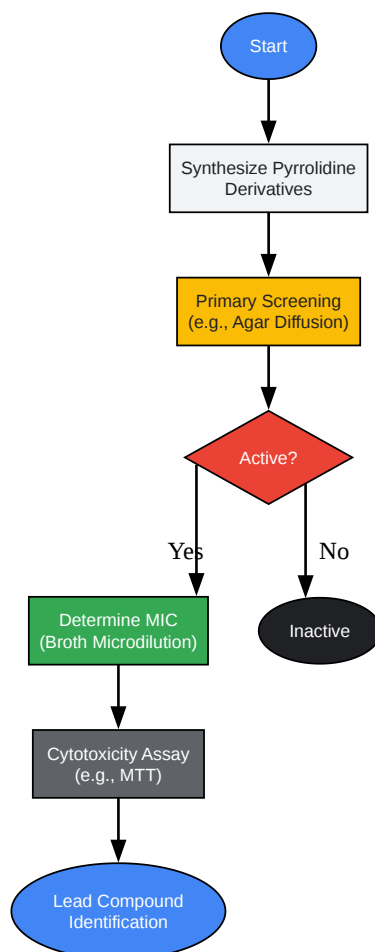 Start
Synthesize Pyrrolidine
Derivatives
Primary Screening
(e.g., Agar Diffusion)
Active?
Yes
No
Determine MIC
(Broth Microdilution)
Inactive
Cytotoxicity Assay
(e.g., MTT)
Lead Compound
Identification